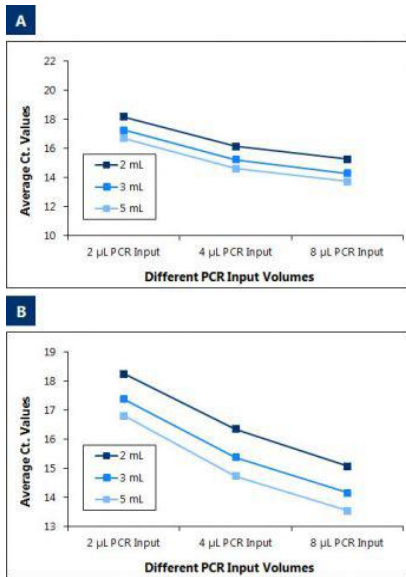 A
22
20
18
16
14
12
10
Average Ct. Values
2 mL
3 mL
5 mL
2 µL PCR Input 4 µL PCR Input 8 µL PCR Input
Different PCR Input Volumes
B
19
18
17
16
15
14
13
Average Ct. Values
2 mL
3 mL
5 mL
2 µL PCR Input 4 µL PCR Input 8 µL PCR Input
Different PCR Input Volumes